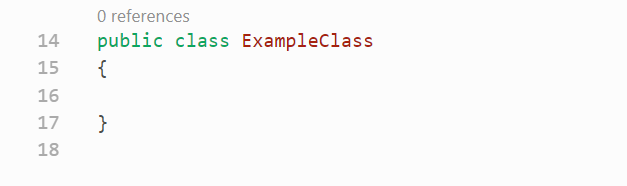 0 references
14 public class ExampleClass
15 {
16
17 }
18